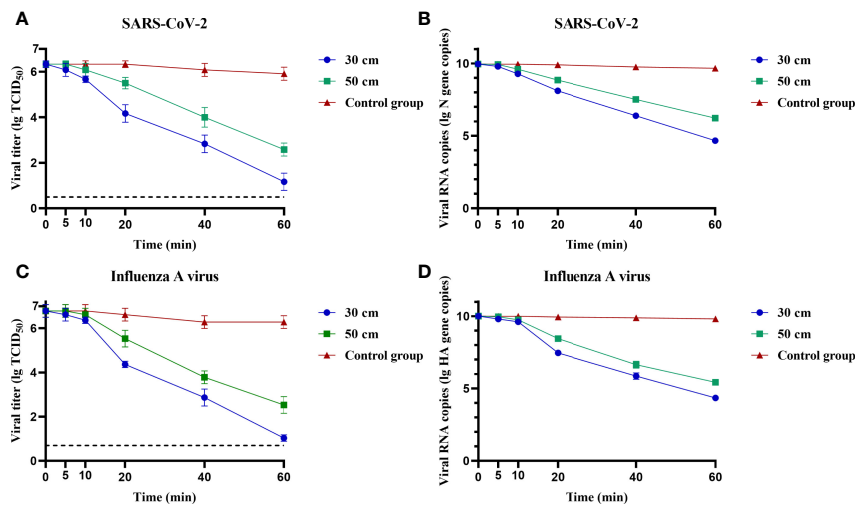 A
SARS-CoV-2
Viral titer (lg TCID50)
7
6
4
2
0
0 5 10 20 40 60
Time (min)
30 cm
50 cm
Control group
B
SARS-CoV-2
Viral RNA copies (lg N gene copies)
10
5
0
0 5 10 20 40 60
Time (min)
30 cm
50 cm
Control group
C
Influenza A virus
Viral titer (lg TCID50)
7
6
4
2
0
0 5 10 20 40 60
Time (min)
30 cm
50 cm
Control group
D
Influenza A virus
Viral RNA copies (lg HA gene copies)
10
5
0
0 5 10 20 40 60
Time (min)
30 cm
50 cm
Control group